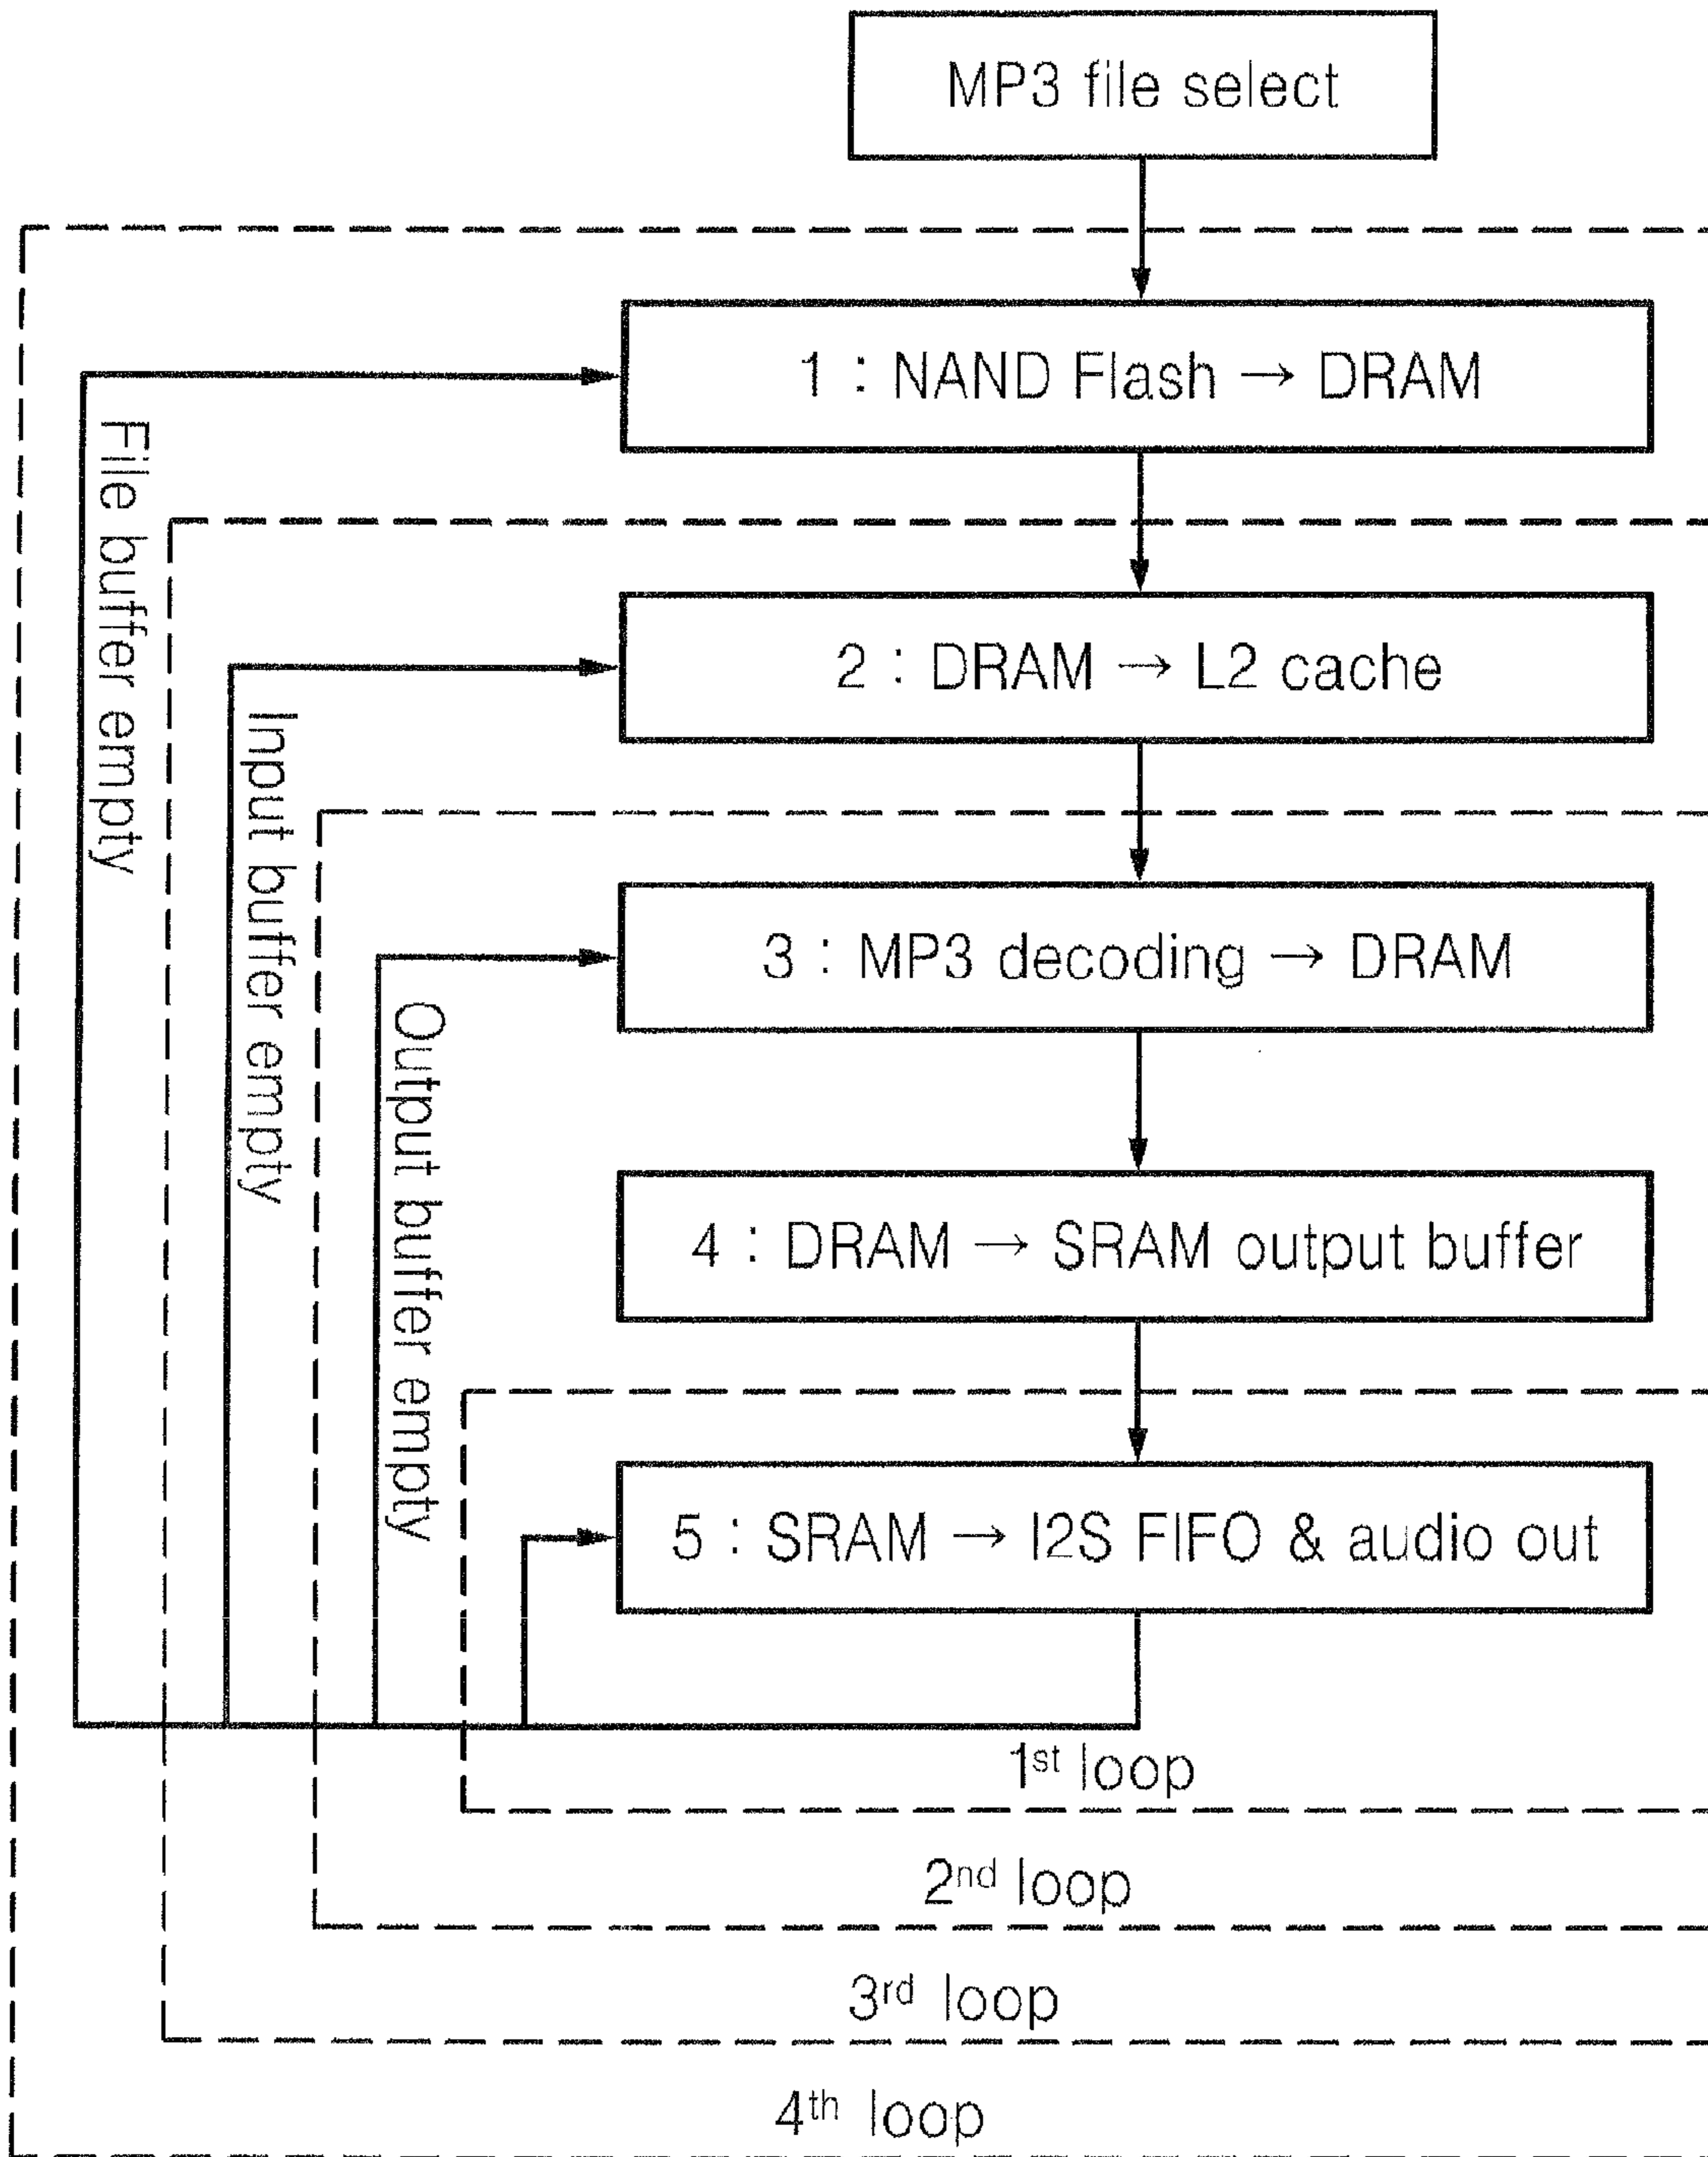 MP3 file select
1 : NAND Flash → DRAM
File buffer empty
2 : DRAM → L2 cache
Input buffer empty
3 : MP3 decoding → DRAM
Output buffer empty
4 : DRAM → SRAM output buffer
5 : SRAM → I2S FIFO & audio out
1st loop
2nd loop
3rd loop
4th loop